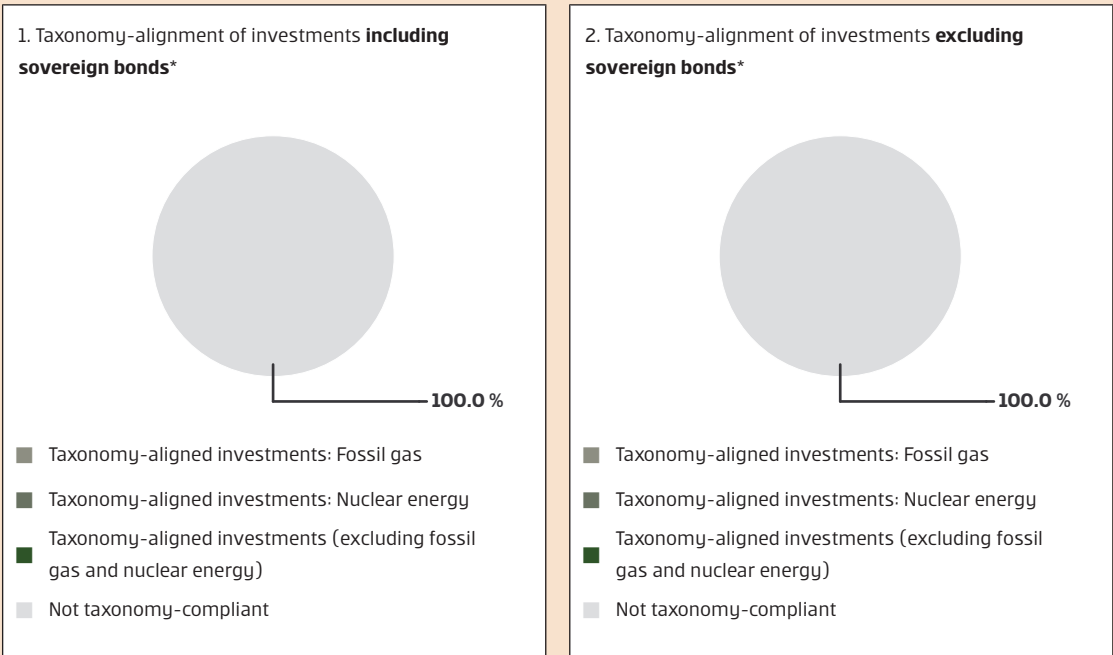 1. Taxonomy-alignment of investments including
sovereign bonds*
100.0 %
Taxonomy-aligned investments: Fossil gas
Taxonomy-aligned investments: Nuclear energy
Taxonomy-aligned investments (excluding fossil
gas and nuclear energy)
Not taxonomy-compliant
2. Taxonomy-alignment of investments excluding
sovereign bonds*
100.0 %
Taxonomy-aligned investments: Fossil gas
Taxonomy-aligned investments: Nuclear energy
Taxonomy-aligned investments (excluding fossil
gas and nuclear energy)
Not taxonomy-compliant